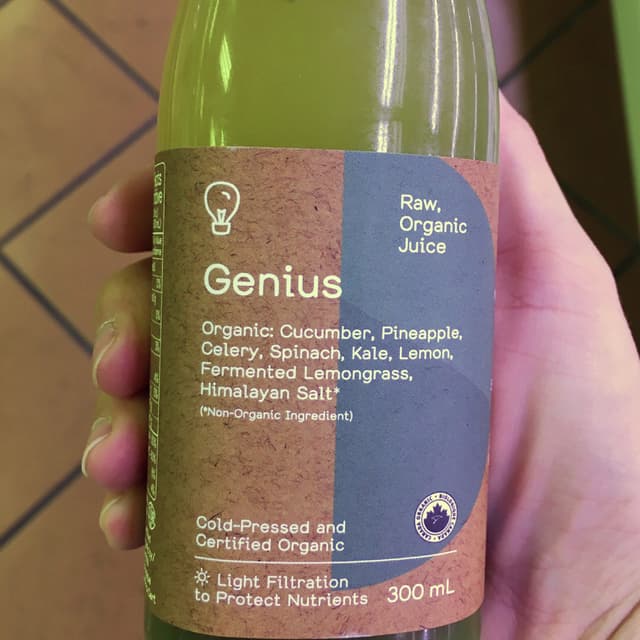 Raw,
Organic
Juice
Genius
Organic: Cucumber, Pineapple,
Celery, Spinach, Kale, Lemon,
Fermented Lemongrass,
Himalayan Salt*
(*Non-Organic Ingredient)
Cold-Pressed and
Certified Organic
Light Filtration
to Protect Nutrients
300 mL